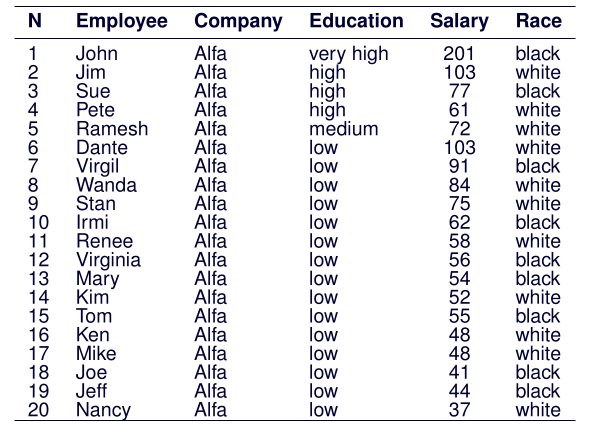 N Employee Company Education Salary Race
1 John Alfa very high 201 black
2 Jim Alfa high 103 white
3 Sue Alfa high 77 black
4 Pete Alfa high 61 white
5 Ramesh Alfa medium 72 white
6 Dante Alfa low 103 white
7 Virgil Alfa low 91 black
8 Wanda Alfa low 84 white
9 Stan Alfa low 75 white
10 Irmi Alfa low 62 black
11 Renee Alfa low 58 white
12 Virginia Alfa low 56 black
13 Mary Alfa low 54 black
14 Kim Alfa low 52 white
15 Tom Alfa low 55 black
16 Ken Alfa low 48 white
17 Mike Alfa low 48 white
18 Joe Alfa low 41 black
19 Jeff Alfa low 44 black
20 Nancy Alfa low 37 white